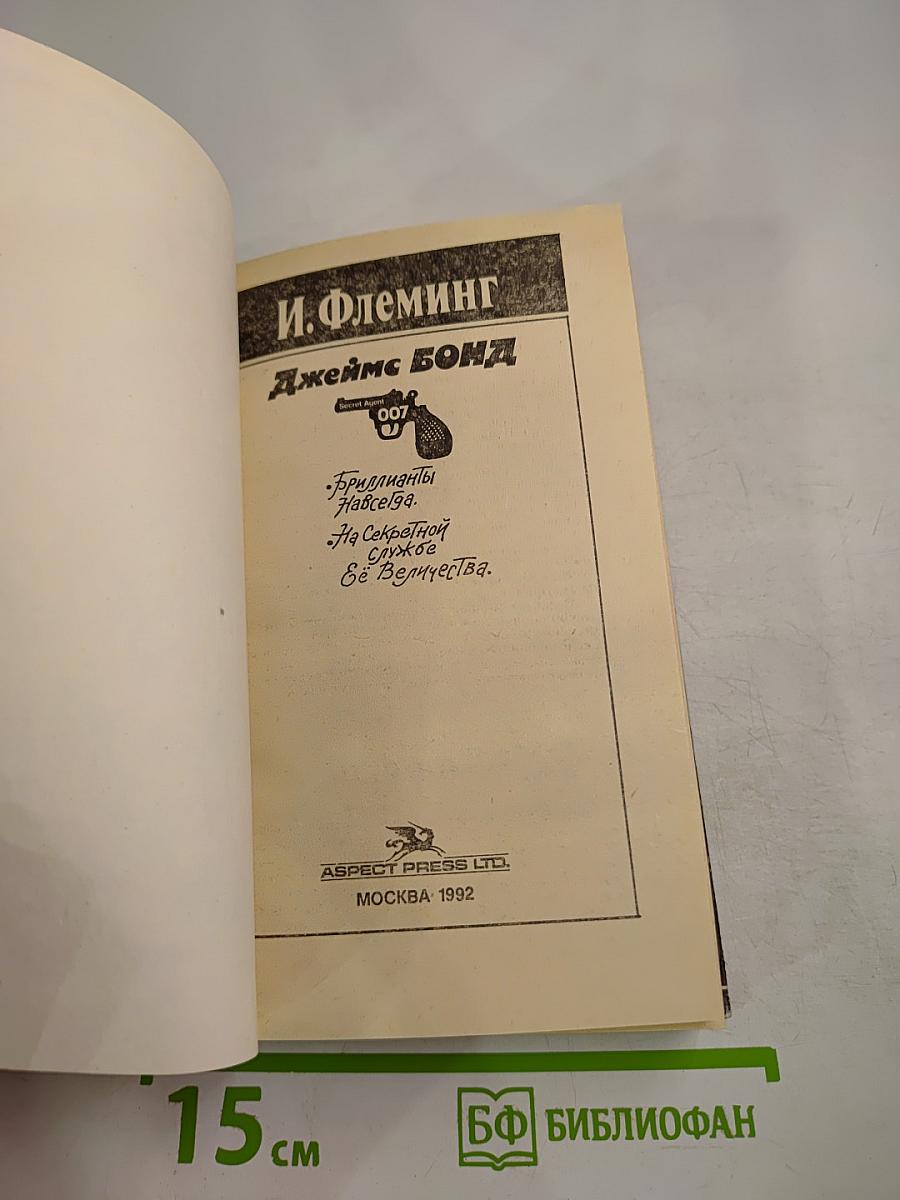 И. Флеминг
Джеймс БОНД
Secret Agent
007
•Бриллианты
Навсегда.
•На Секретной
службе
Её Величества.
ASPECT PRESS LTD.
МОСКВА 1992
15 см
БФ БИБЛИОФАН